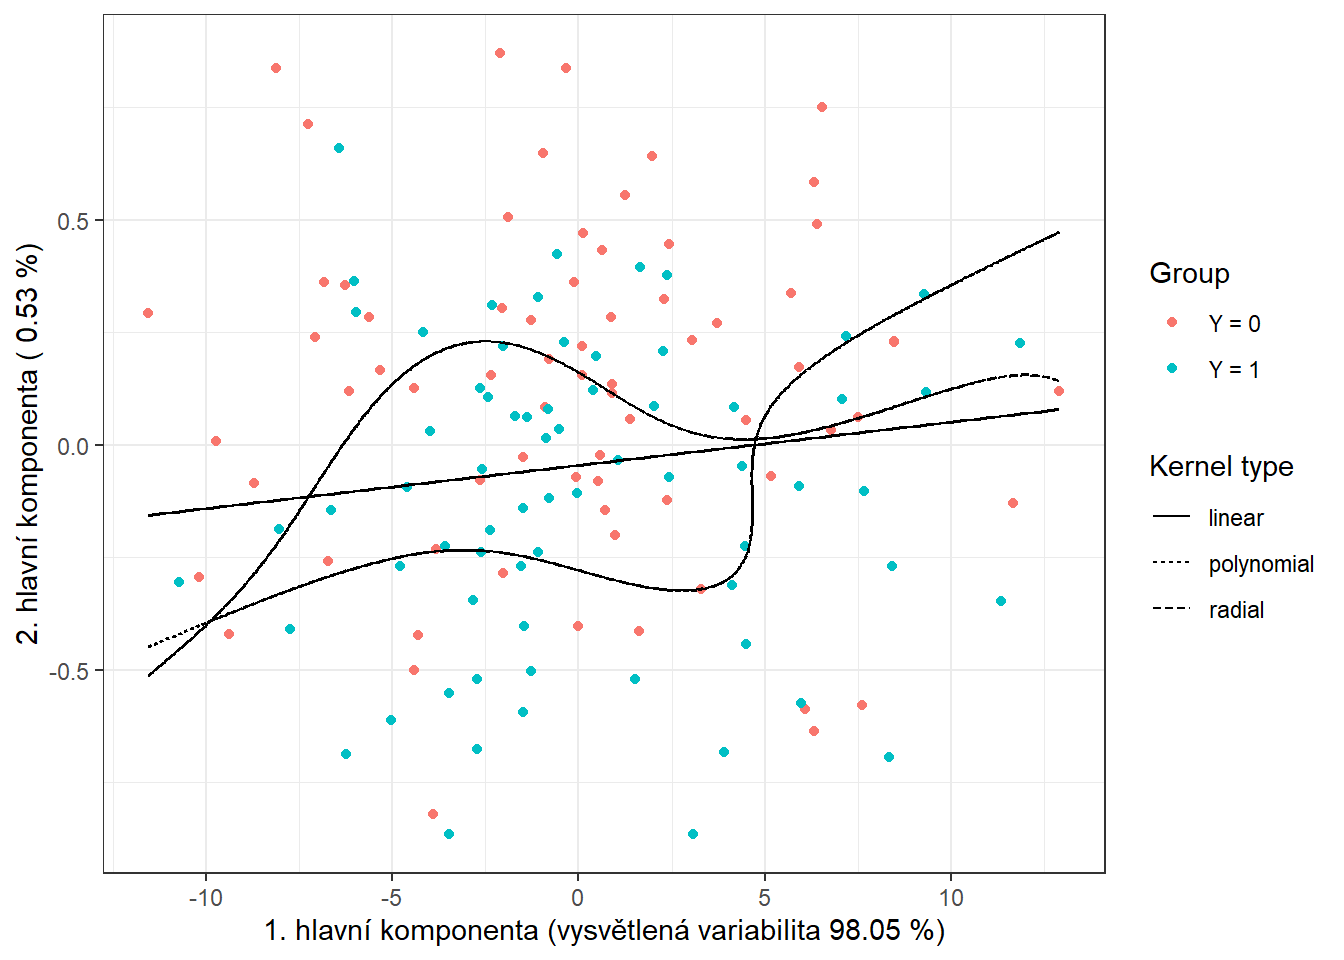 0.5
0.0
-0.5
2. hlavní komponenta ( 0.53 %)
-10
-5
0
5
10
1. hlavní komponenta (vysvětlená variabilita 98.05 %)
Group
Y = 0
Y = 1
Kernel type
linear
polynomial
radial